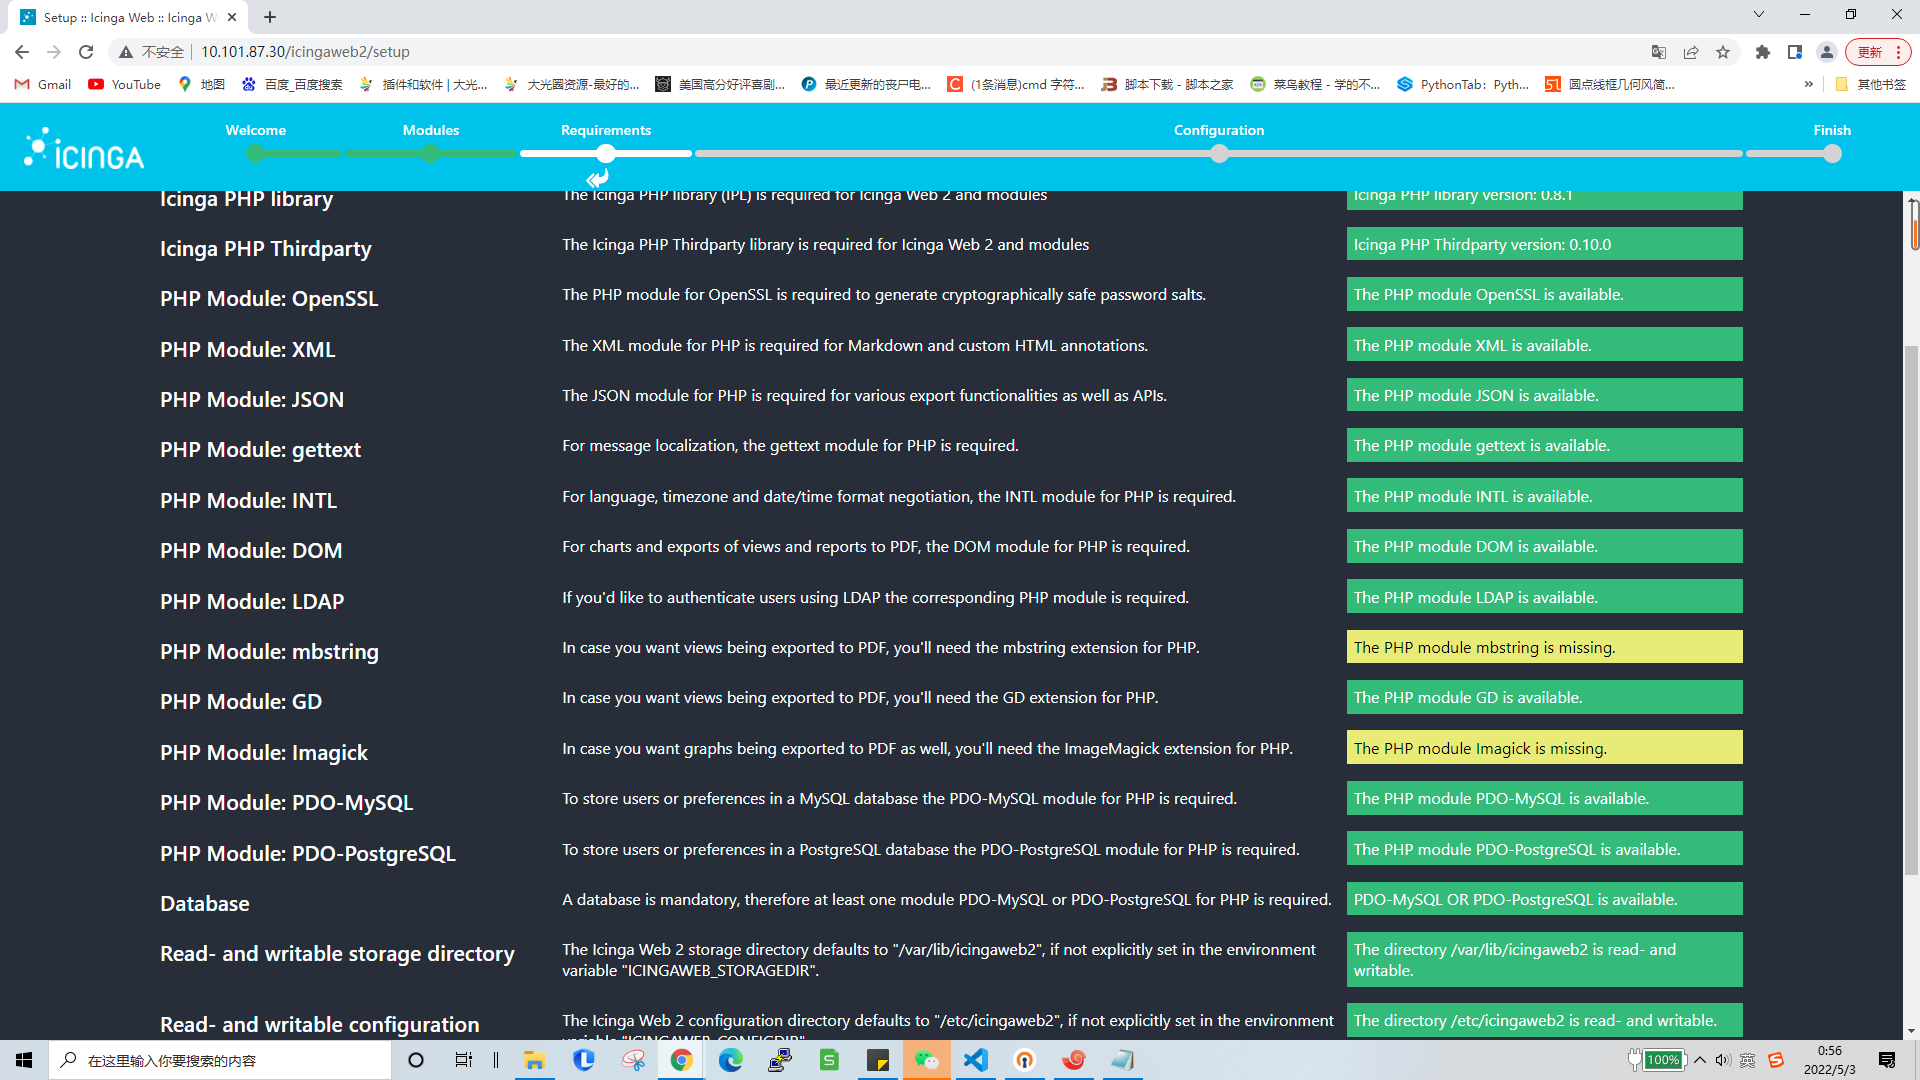 Setup :: Icinga Web :: Icinga W
不安全 10.101.87.30/icingaweb2/setup 更新
Gmail YouTube 地图 百度_百度搜索 插件和软件 | 大光... 大光圈资源-最好的... 美国高分好评喜剧... 最近更新的丧尸电... (1条消息)cmd 字符... 脚本下载 - 脚本之家 菜鸟教程 - 学的不... PythonTab：Pyth... 圆点线框几何风简... » 其他书签
ICINGA
Welcome Modules Requirements Configuration Finish
Icinga PHP library The Icinga PHP library (IPL) is required for Icinga Web 2 and modules Icinga PHP library version: 0.8.1
Icinga PHP Thirdparty The Icinga PHP Thirdparty library is required for Icinga Web 2 and modules Icinga PHP Thirdparty version: 0.10.0
PHP Module: OpenSSL The PHP module for OpenSSL is required to generate cryptographically safe password salts. The PHP module OpenSSL is available.
PHP Module: XML The XML module for PHP is required for Markdown and custom HTML annotations. The PHP module XML is available.
PHP Module: JSON The JSON module for PHP is required for various export functionalities as well as APIs. The PHP module JSON is available.
PHP Module: gettext For message localization, the gettext module for PHP is required. The PHP module gettext is available.
PHP Module: INTL For language, timezone and date/time format negotiation, the INTL module for PHP is required. The PHP module INTL is available.
PHP Module: DOM For charts and exports of views and reports to PDF, the DOM module for PHP is required. The PHP module DOM is available.
PHP Module: LDAP If you'd like to authenticate users using LDAP the corresponding PHP module is required. The PHP module LDAP is available.
PHP Module: mbstring In case you want views being exported to PDF, you'll need the mbstring extension for PHP. The PHP module mbstring is missing.
PHP Module: GD In case you want views being exported to PDF, you'll need the GD extension for PHP. The PHP module GD is available.
PHP Module: Imagick In case you want graphs being exported to PDF as well, you'll need the ImageMagick extension for PHP. The PHP module Imagick is missing.
PHP Module: PDO-MySQL To store users or preferences in a MySQL database the PDO-MySQL module for PHP is required. The PHP module PDO-MySQL is available.
PHP Module: PDO-PostgreSQL To store users or preferences in a PostgreSQL database the PDO-PostgreSQL module for PHP is required. The PHP module PDO-PostgreSQL is available.
Database A database is mandatory, therefore at least one module PDO-MySQL or PDO-PostgreSQL for PHP is required. PDO-MySQL OR PDO-PostgreSQL is available.
Read- and writable storage directory The Icinga Web 2 storage directory defaults to "/var/lib/icingaweb2", if not explicitly set in the environment The directory /var/lib/icingaweb2 is read- and
variable "ICINGAWEB_STORAGEDIR". writable.
Read- and writable configuration The Icinga Web 2 configuration directory defaults to "/etc/icingaweb2", if not explicitly set in the environment The directory /etc/icingaweb2 is read- and writable.
variable "ICINGAWEB_CONFIGDIR".
在这里输入你要搜索的内容 100% 英 0:56
2022/5/3